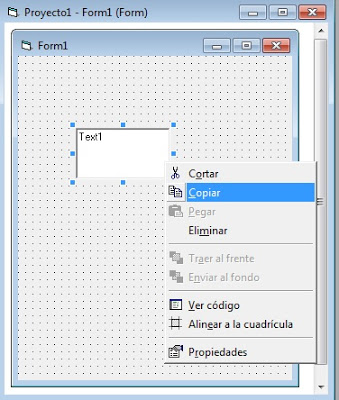 Proyecto1 - Form1 (Form)
Form1
Text1
Cortar
Copiar
Pegar
Eliminar
Traer al frente
Enviar al fondo
Ver código
Alinear a la cuadrícula
Propiedades